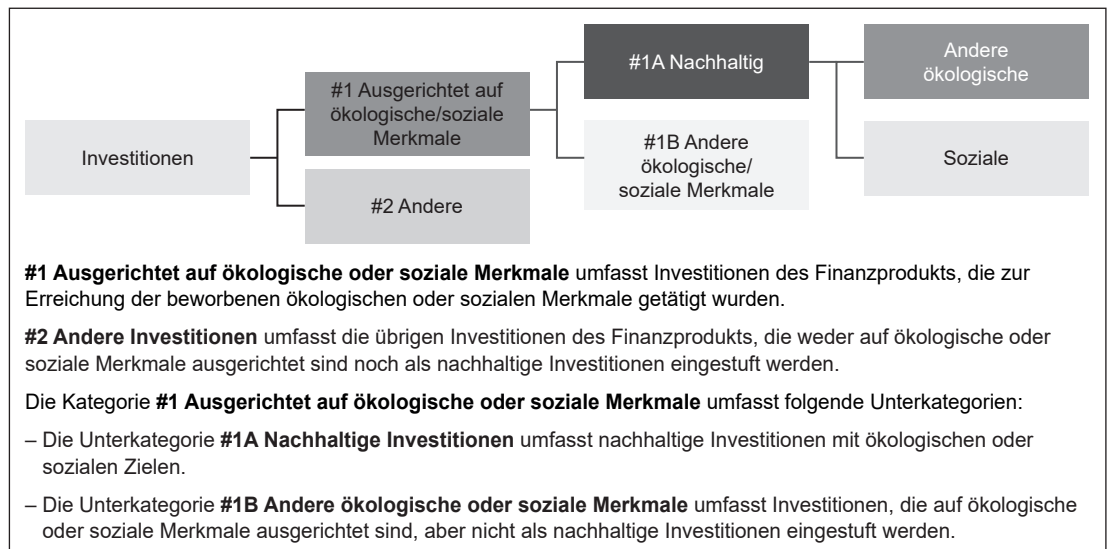 Investitionen
#1 Ausgerichtet auf
ökologische/soziale
Merkmale
#2 Andere
#1A Nachhaltig
#1B Andere
ökologische/
soziale Merkmale
Andere
ökologische
Soziale
#1 Ausgerichtet auf ökologische oder soziale Merkmale umfasst Investitionen des Finanzprodukts, die zur
Erreichung der beworbenen ökologischen oder sozialen Merkmale getätigt wurden.
#2 Andere Investitionen umfasst die übrigen Investitionen des Finanzprodukts, die weder auf ökologische oder
soziale Merkmale ausgerichtet sind noch als nachhaltige Investitionen eingestuft werden.
Die Kategorie #1 Ausgerichtet auf ökologische oder soziale Merkmale umfasst folgende Unterkategorien:
– Die Unterkategorie #1A Nachhaltige Investitionen umfasst nachhaltige Investitionen mit ökologischen oder
sozialen Zielen.
– Die Unterkategorie #1B Andere ökologische oder soziale Merkmale umfasst Investitionen, die auf ökologische
oder soziale Merkmale ausgerichtet sind, aber nicht als nachhaltige Investitionen eingestuft werden.